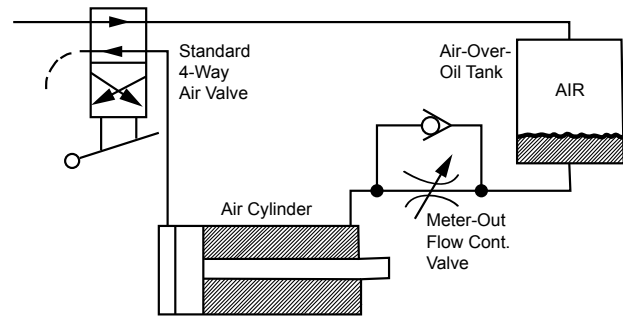 Standard
4-Way
Air Valve
Air-Over-
Oil Tank
AIR
Air Cylinder
Meter-Out
Flow Cont.
Valve